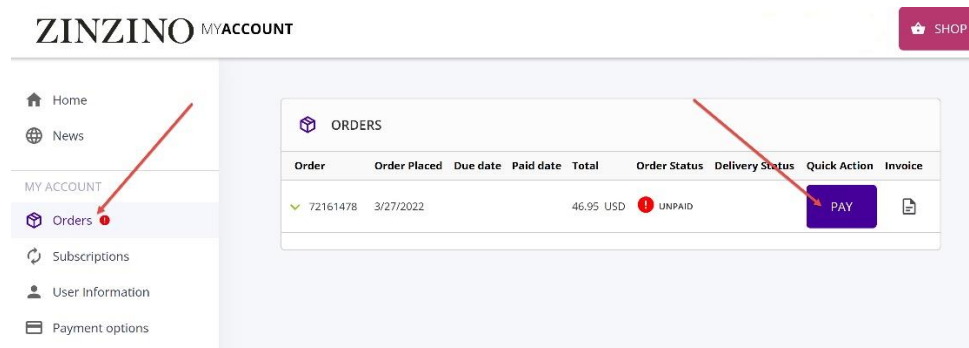 ZINZINO MYACCOUNT
SHOP
Home
News
MY ACCOUNT
Orders
Subscriptions
User Information
Payment options
ORDERS
Order Order Placed Due date Paid date Total Order Status Delivery Status Quick Action Invoice
72161478 3/27/2022 46.95 USD UNPAID PAY